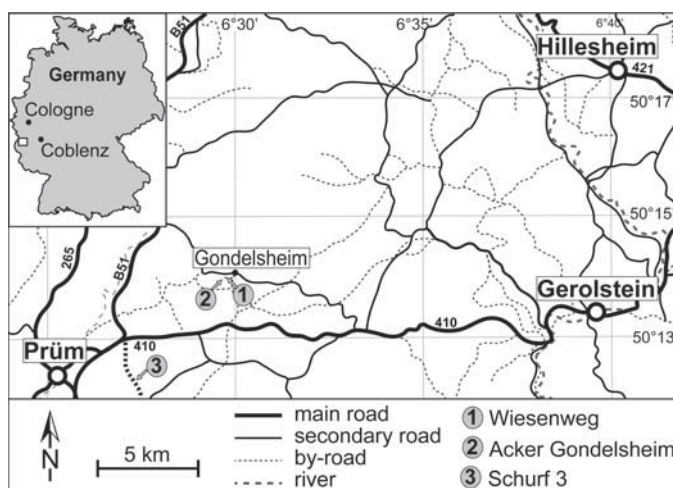 B51
6°30'
6°35'
6°40'
Germany
Cologne
Coblenz
Hillesheim
421
50°17'
50°15'
265
B51
Gondelsheim
2
1
Gerolstein
410
50°13'
Prüm
410
3
N
5 km
main road
secondary road
by-road
river
1 Wiesenweg
2 Acker Gondelsheim
3 Schurf 3